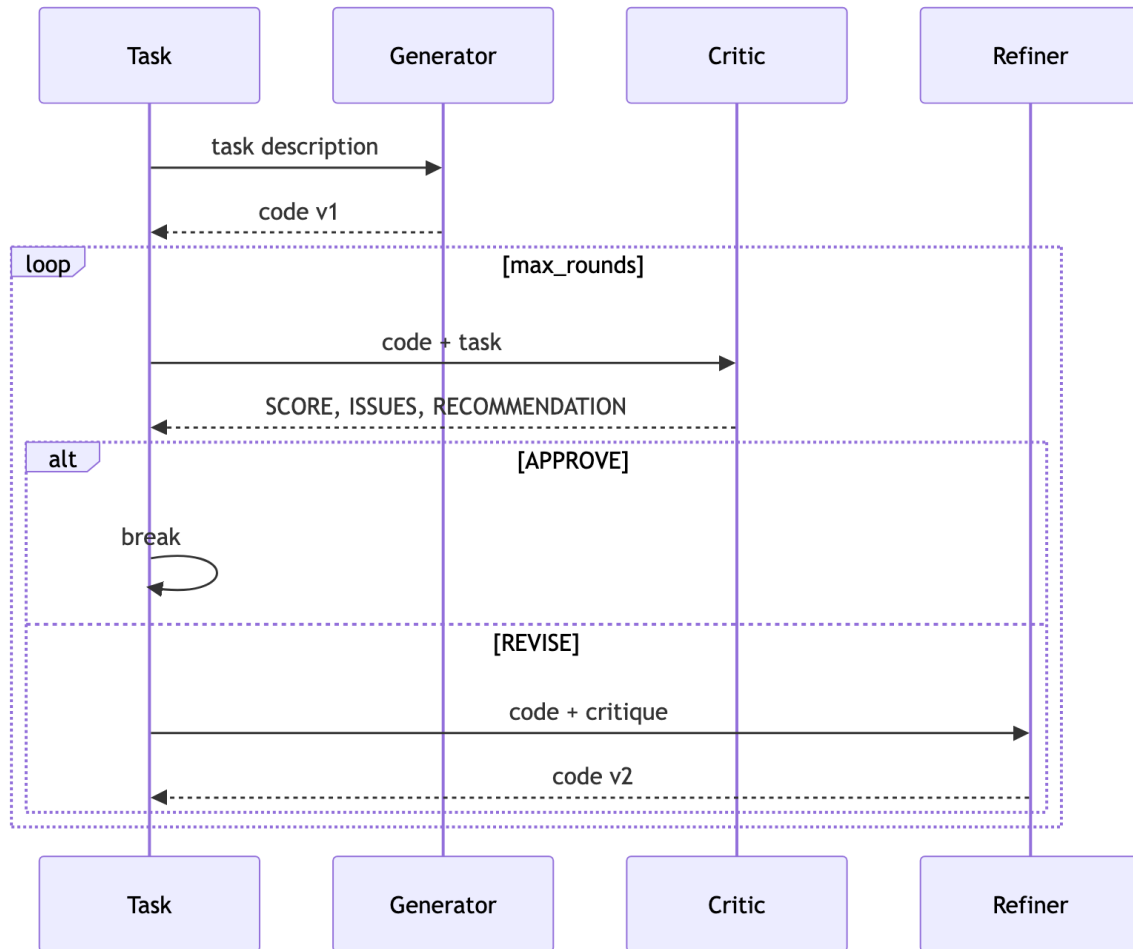 Task
Generator
Critic
Refiner
task description
code v1
loop
[max_rounds]
code + task
SCORE, ISSUES, RECOMMENDATION
alt
[APPROVE]
break
[REVISE]
code + critique
code v2
Task
Generator
Critic
Refiner